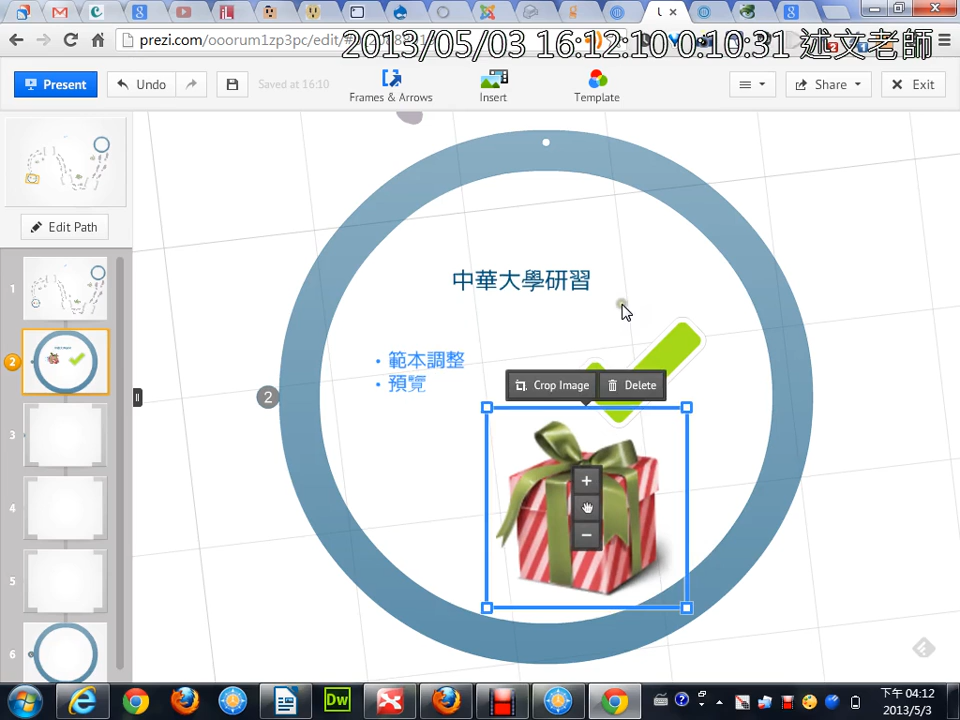 prezi.com/ooorum1zp3pc/edit/
2013/05/03 16:12:10 0:10:31 述文老師
Present
Undo
Saved at 16:10
Frames & Arrows
Insert
Template
Share
Exit
Edit Path
1
2
3
4
5
6
中華大學研習
• 範本調整
• 預覽
2
Crop Image
Delete
Dw
下午 04:12
2013/5/3